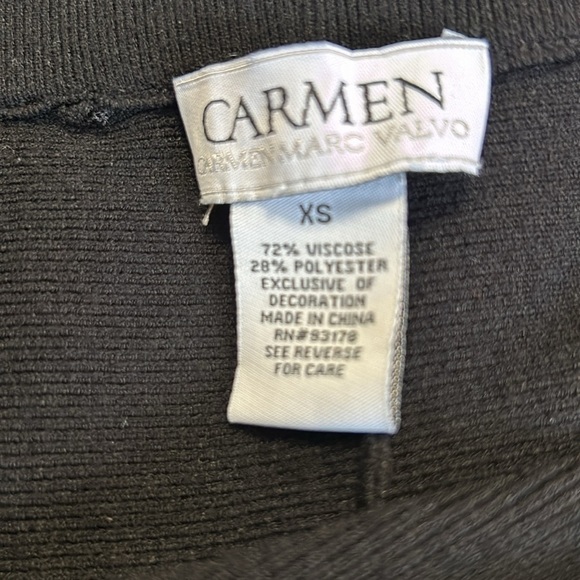 CARMEN
CARMEN MARC VALVO
XS
72% VISCOSE
28% POLYESTER
EXCLUSIVE OF
DECORATION
MADE IN CHINA
RN#93178
SEE REVERSE
FOR CARE